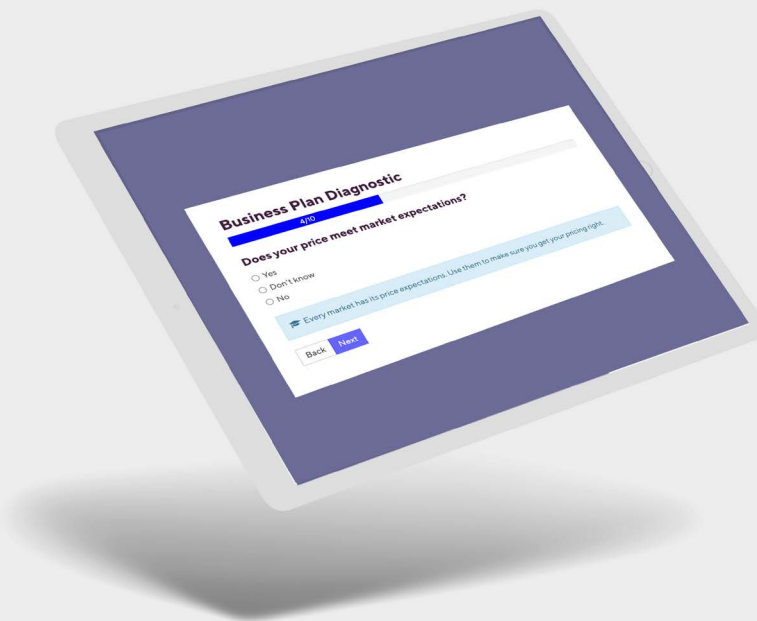 Business Plan Diagnostic
4/10
Does your price meet market expectations?
Yes
Don't know
No
Every market has its price expectations. Use them to make sure you get your pricing right.
Back Next